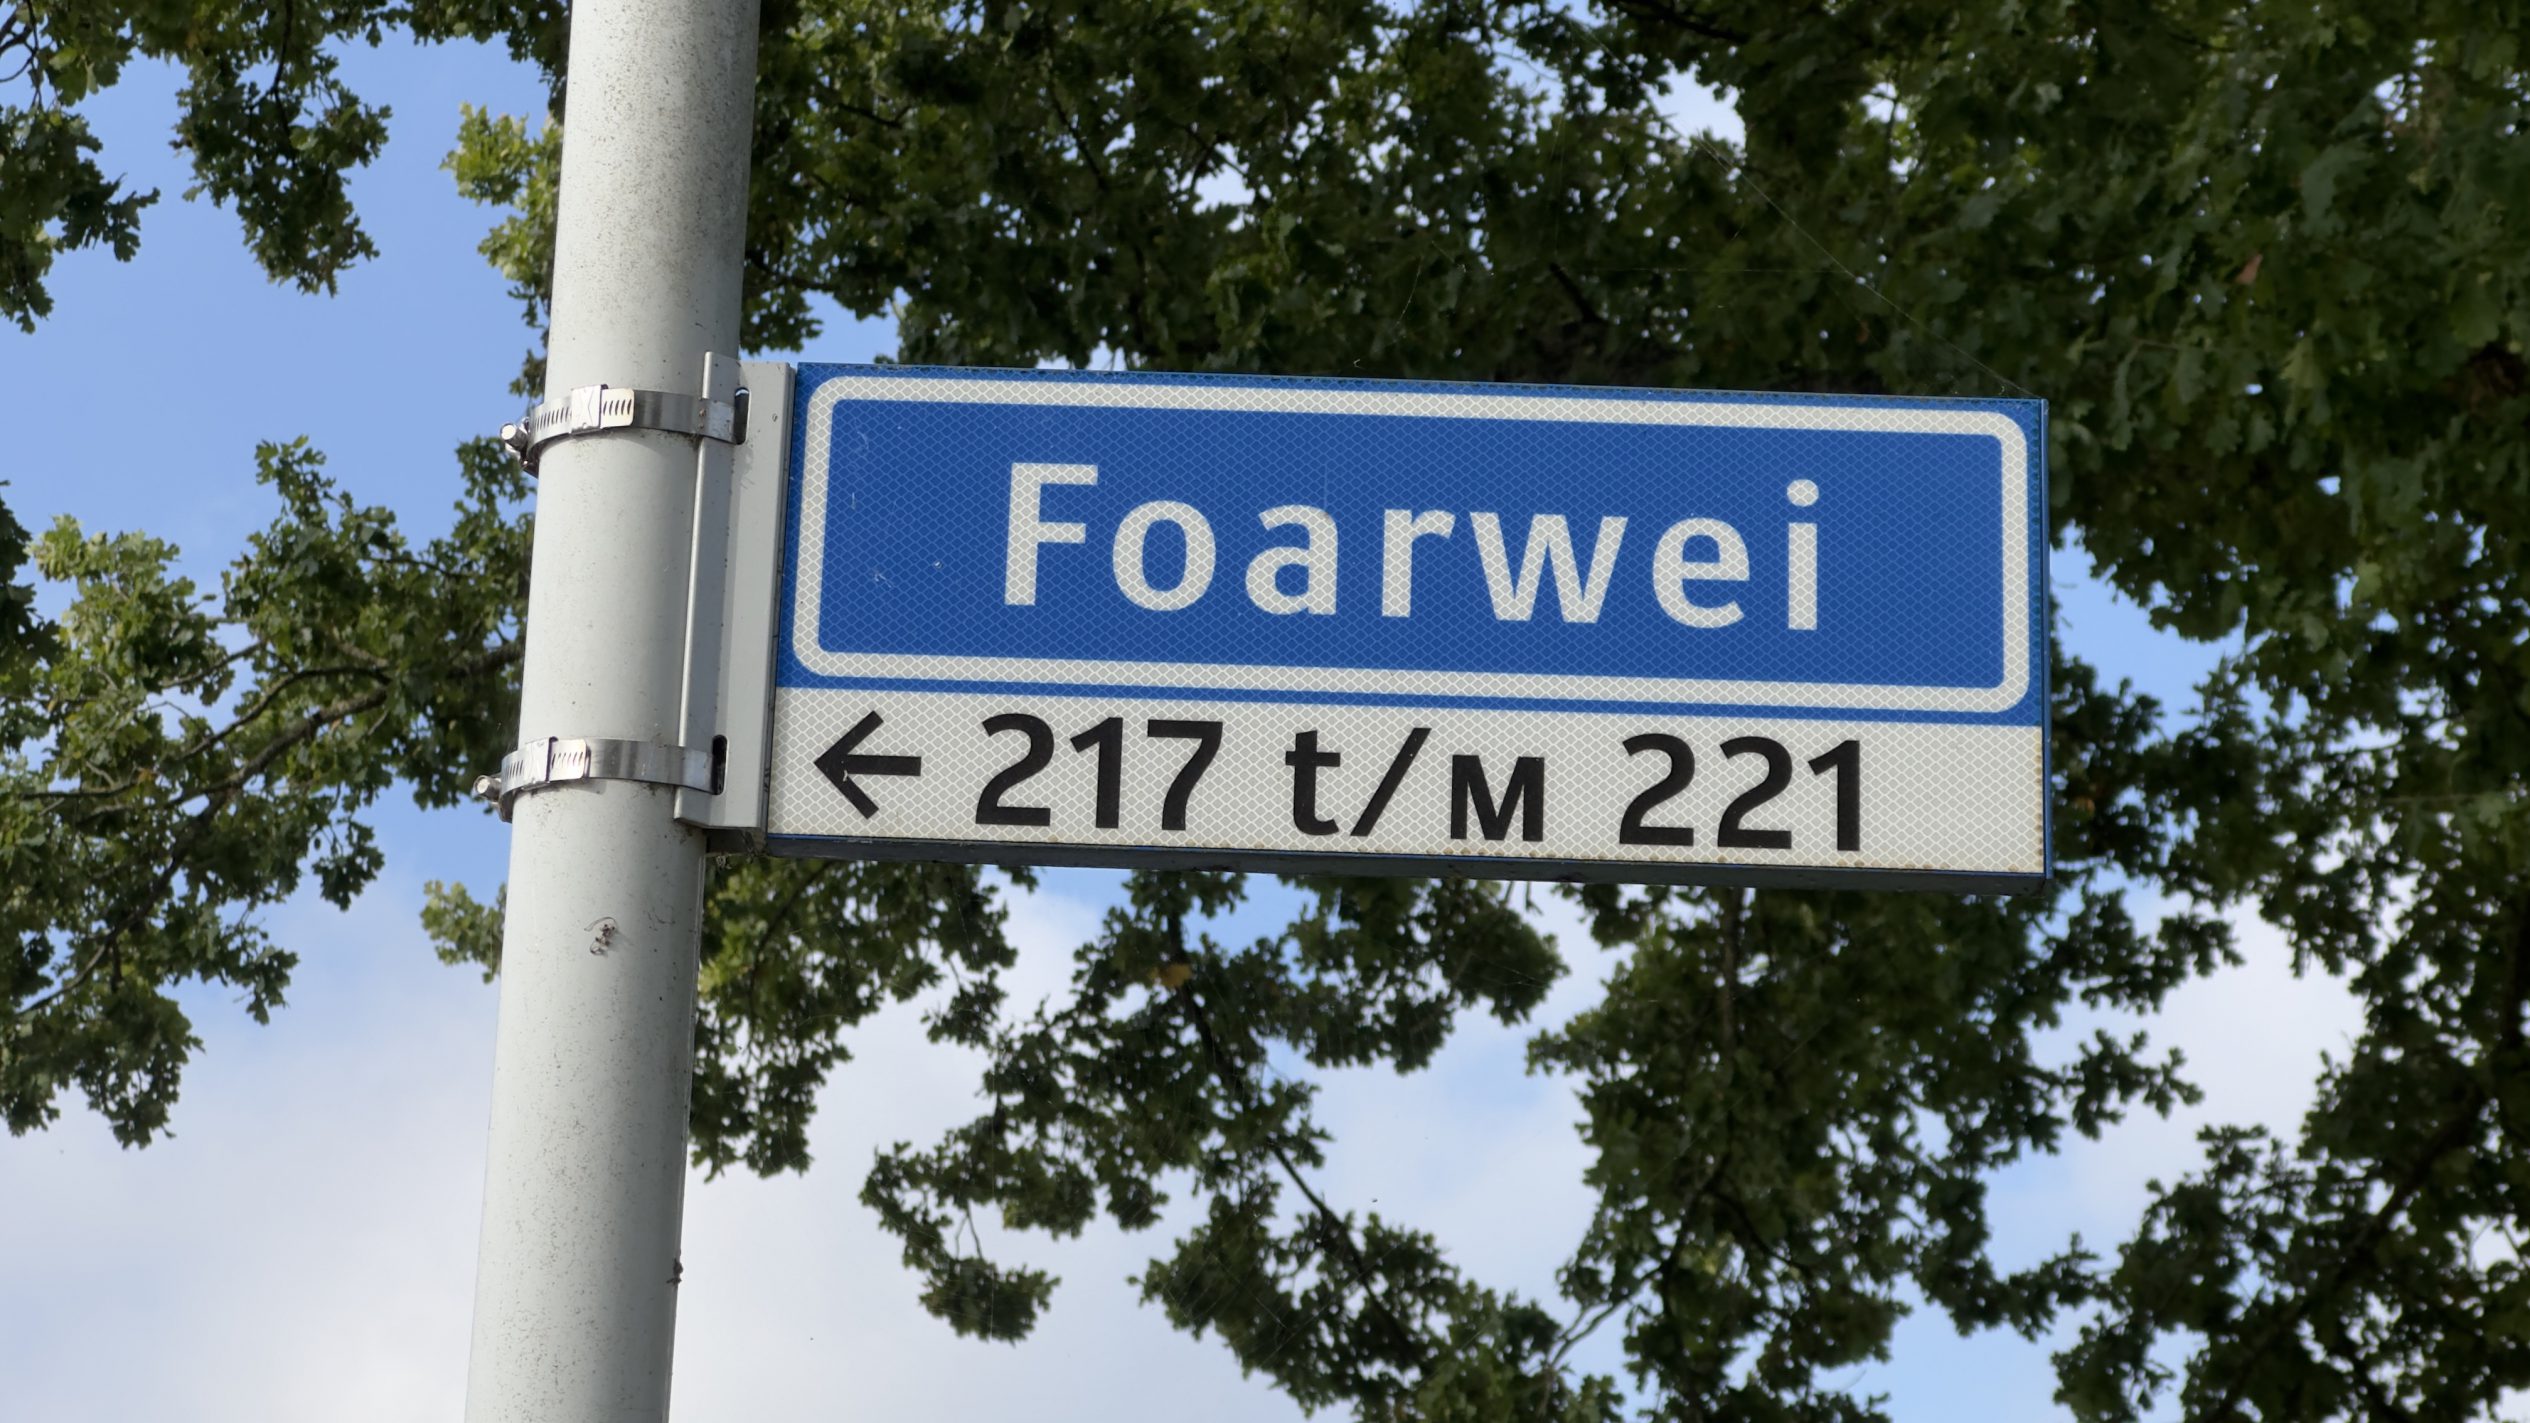 Foarwei
← 217 t/м 221